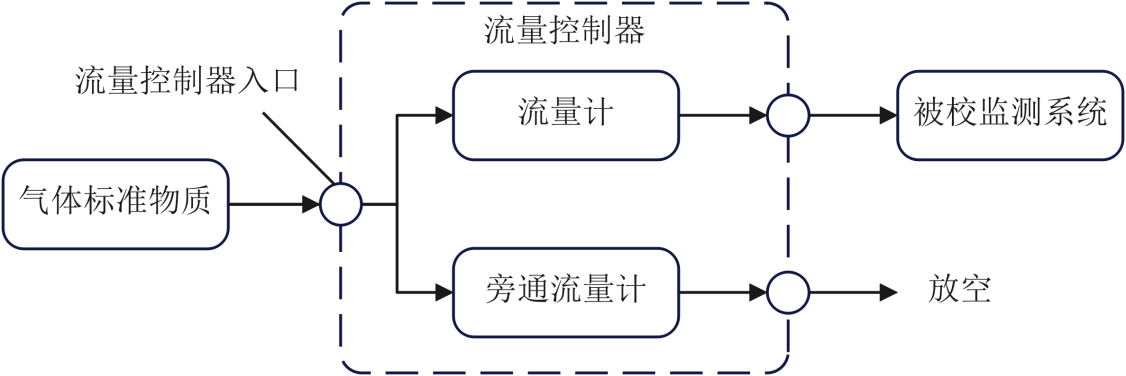 流量控制器
流量控制器入口
流量计
被校监测系统
气体标准物质
旁通流量计
放空